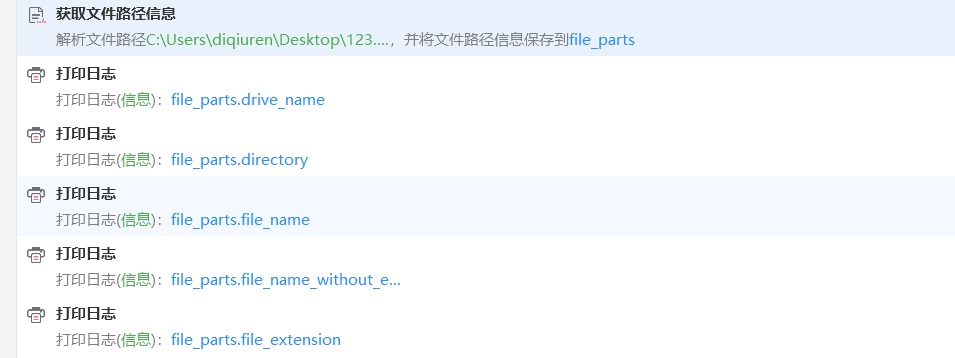 获取文件路径信息
解析文件路径C:\Users\diqiuren\Desktop\123....，并将文件路径信息保存到file_parts
打印日志
打印日志(信息)：file_parts.drive_name
打印日志
打印日志(信息)：file_parts.directory
打印日志
打印日志(信息)：file_parts.file_name
打印日志
打印日志(信息)：file_parts.file_name_without_e...
打印日志
打印日志(信息)：file_parts.file_extension